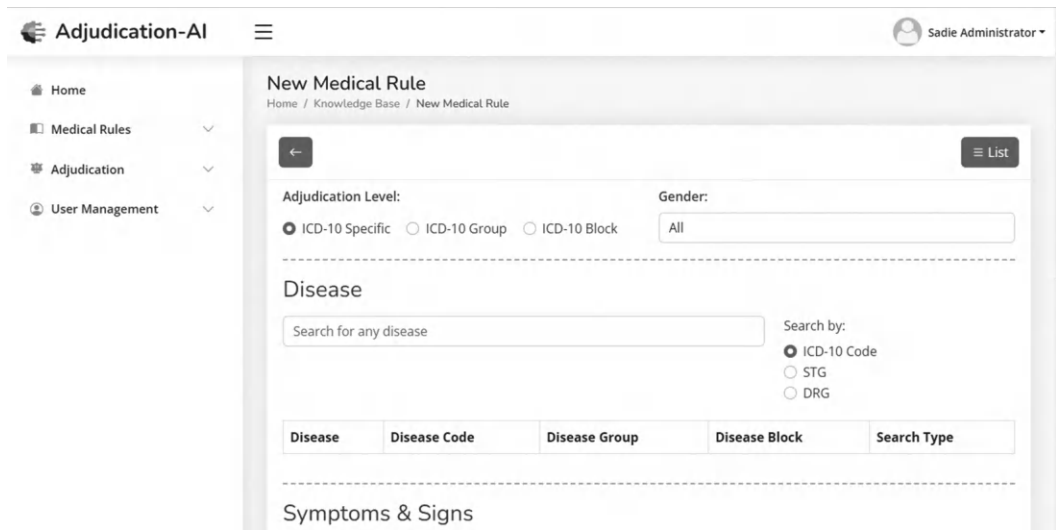 Adjudication-AI
Sadie Administrator
Home
Medical Rules
Adjudication
User Management
New Medical Rule
Home / Knowledge Base / New Medical Rule
List
Adjudication Level:
ICD-10 Specific ICD-10 Group ICD-10 Block
Gender:
All
Disease
Search for any disease
Search by:
ICD-10 Code
STG
DRG
Disease Disease Code Disease Group Disease Block Search Type
Symptoms & Signs